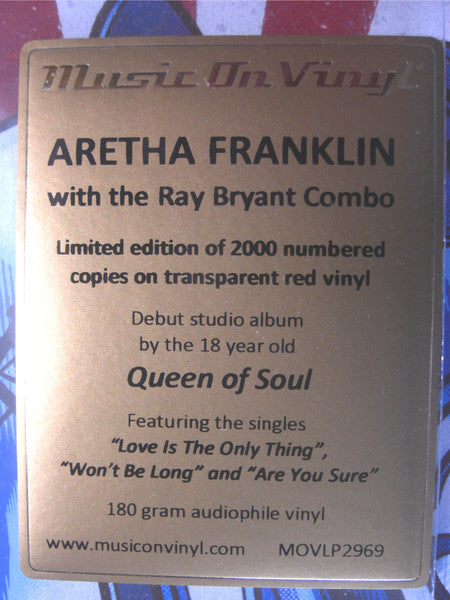 Music On Vinyl
ARETHA FRANKLIN
with the Ray Bryant Combo
Limited edition of 2000 numbered
copies on transparent red vinyl
Debut studio album
by the 18 year old
Queen of Soul
Featuring the singles
“Love Is The Only Thing”,
“Won’t Be Long” and “Are You Sure”
180 gram audiophile vinyl
www.musiconvinyl.com MOVLP2969